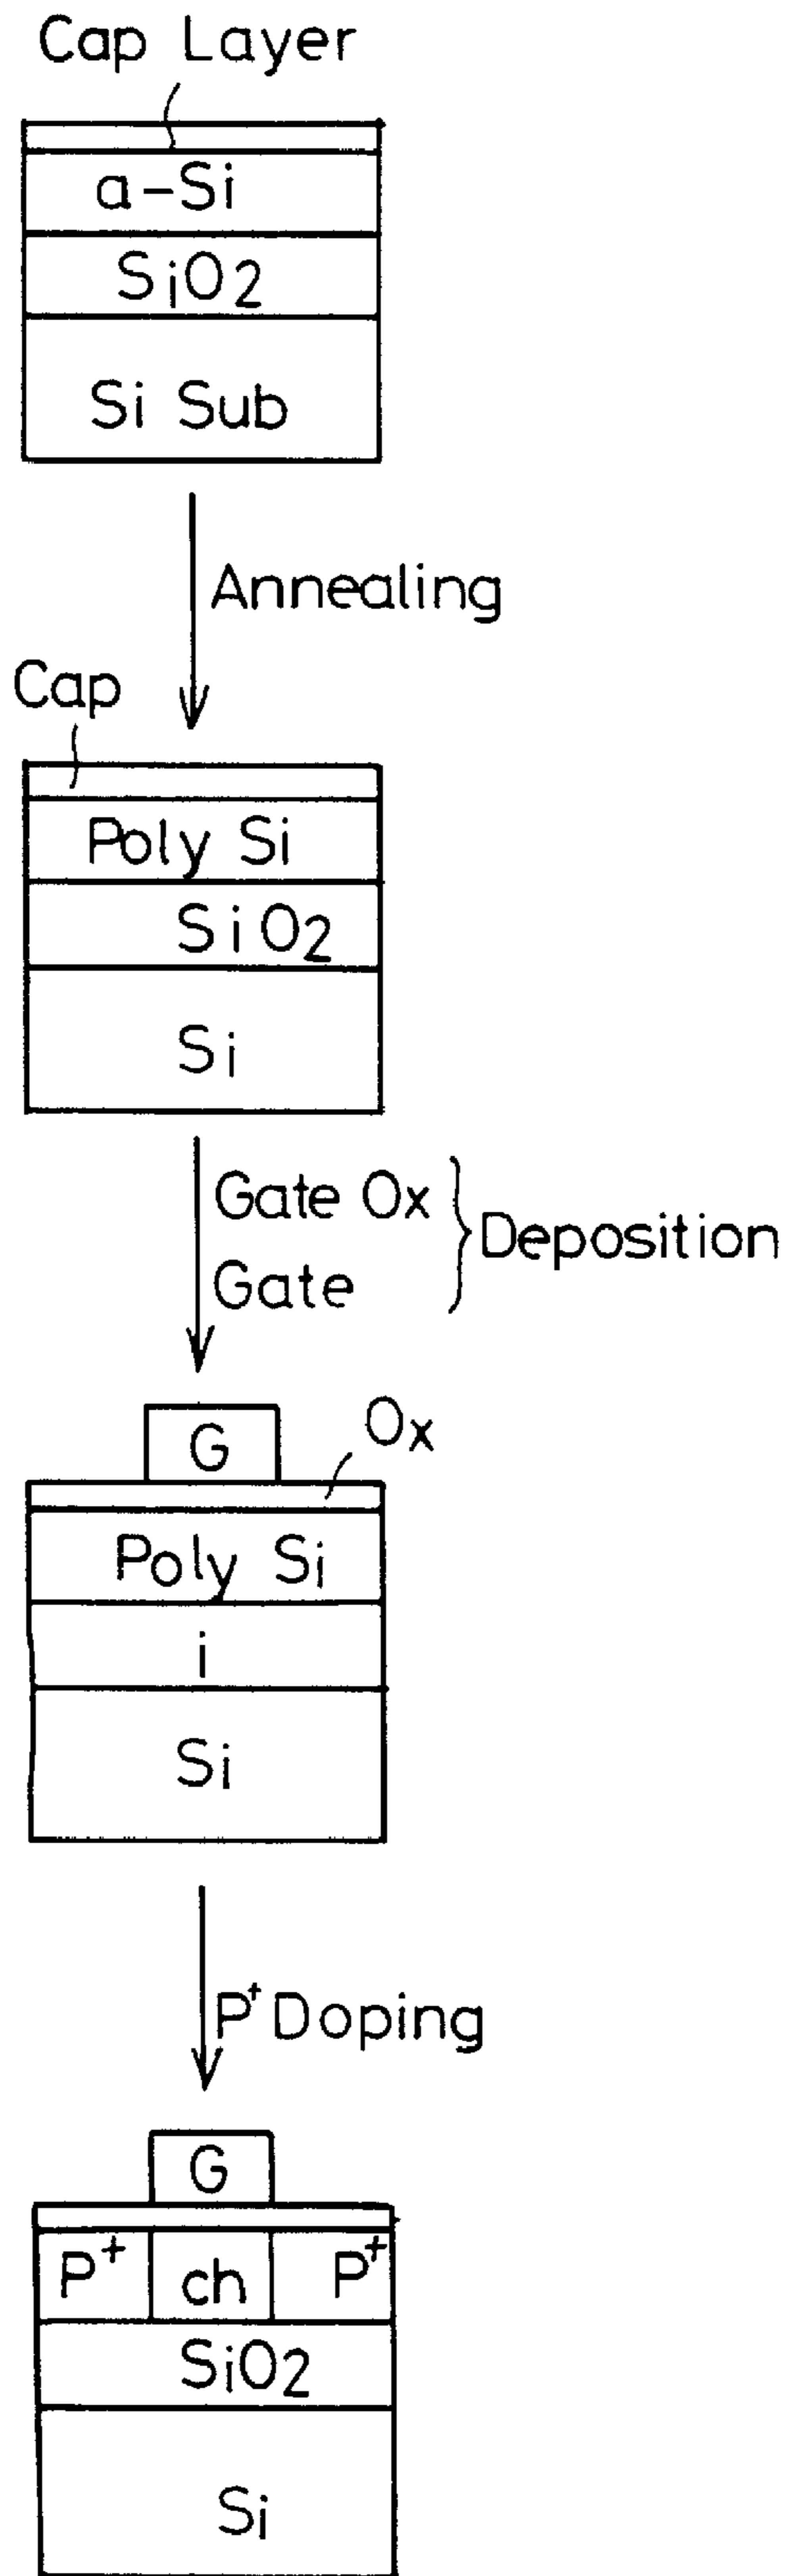 Cap Layer
a-Si
SiO2
Si Sub
Annealing
Cap
Poly Si
SiO2
Si
Gate Ox
Gate
Deposition
G
Ox
Poly Si
i
Si
P+ Doping
G
P+ ch P+
SiO2
Si